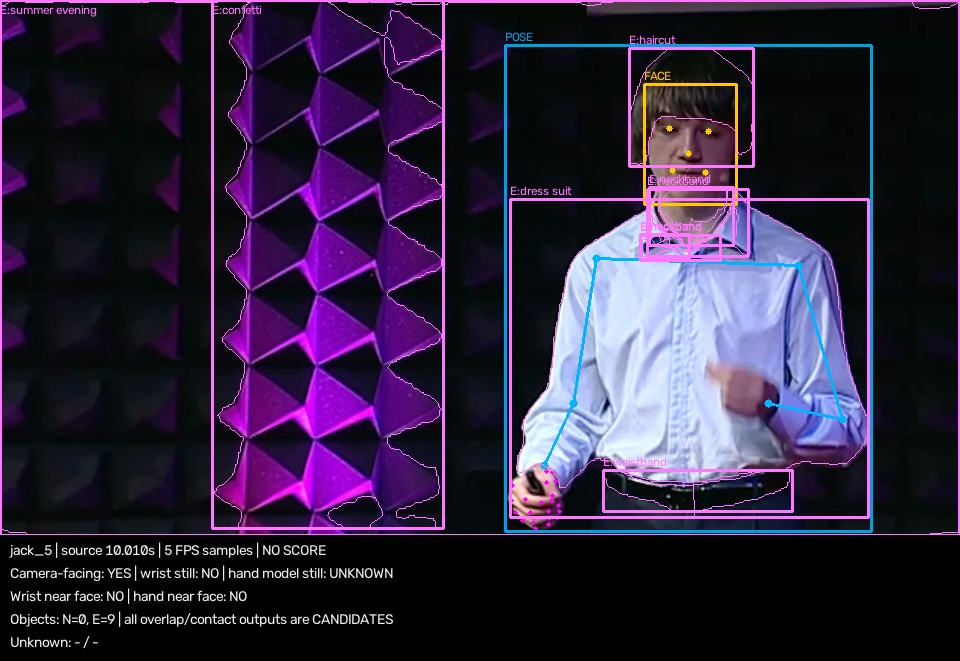 E:summer evening
E:confetti
POSE
E:haircut
FACE
E:neckband
E:dress suit
E:neckband
E:waistband
jack_5 | source 10.010s | 5 FPS samples | NO SCORE
Camera-facing: YES | wrist still: NO | hand model still: UNKNOWN
Wrist near face: NO | hand near face: NO
Objects: N=0, E=9 | all overlap/contact outputs are CANDIDATES
Unknown: - / -